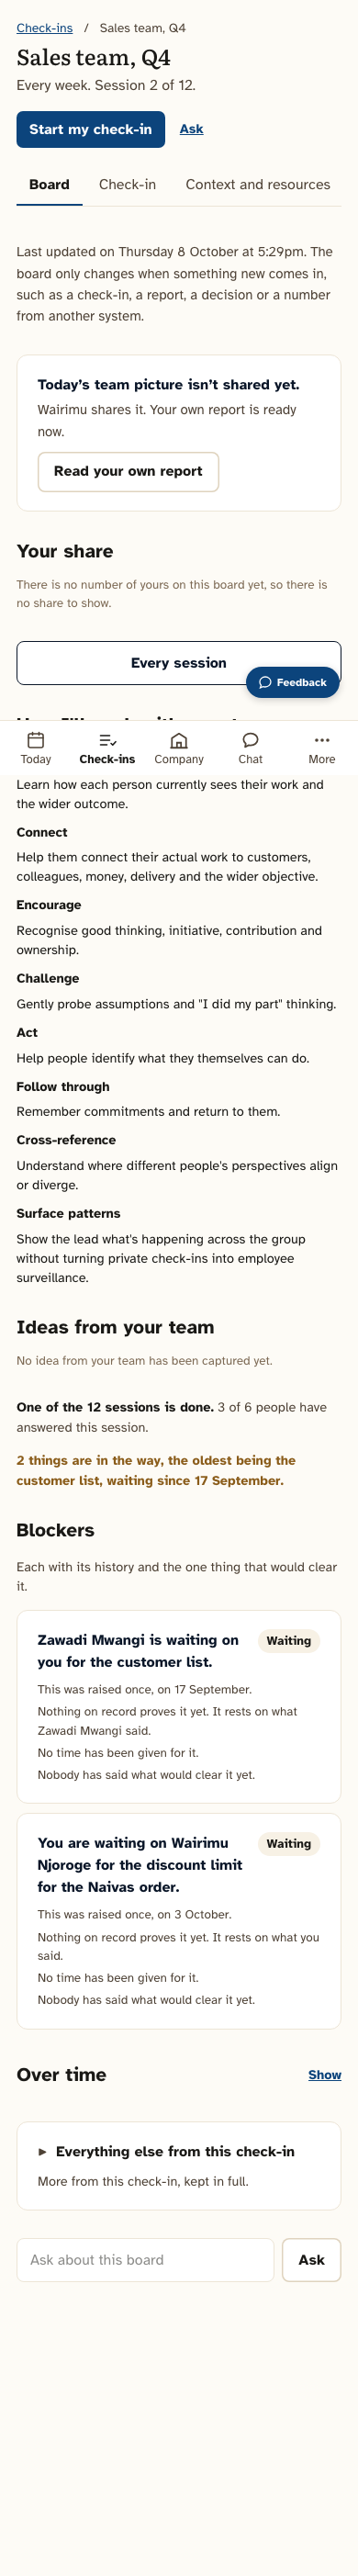 Check-ins / Sales team, Q4
Sales team, Q4
Every week. Session 2 of 12.
Start my check-in Ask
Board Check-in Context and resources
Last updated on Thursday 8 October at 5:29pm. The
board only changes when something new comes in,
such as a check-in, a report, a decision or a number
from another system.
Today’s team picture isn’t shared yet.
Wairimu shares it. Your own report is ready
now.
Read your own report
Your share
There is no number of yours on this board yet, so there is
no share to show.
Every session
Feedback
Today Check-ins Company Chat More
Learn how each person currently sees their work and
the wider outcome.
Connect
Help them connect their actual work to customers,
colleagues, money, delivery and the wider objective.
Encourage
Recognise good thinking, initiative, contribution and
ownership.
Challenge
Gently probe assumptions and "I did my part" thinking.
Act
Help people identify what they themselves can do.
Follow through
Remember commitments and return to them.
Cross-reference
Understand where different people's perspectives align
or diverge.
Surface patterns
Show the lead what's happening across the group
without turning private check-ins into employee
surveillance.
Ideas from your team
No idea from your team has been captured yet.
One of the 12 sessions is done. 3 of 6 people have
answered this session.
2 things are in the way, the oldest being the
customer list, waiting since 17 September.
Blockers
Each with its history and the one thing that would clear
it.
Zawadi Mwangi is waiting on
you for the customer list.
Waiting
This was raised once, on 17 September.
Nothing on record proves it yet. It rests on what
Zawadi Mwangi said.
No time has been given for it.
Nobody has said what would clear it yet.
You are waiting on Wairimu
Njoroge for the discount limit
for the Naivas order.
Waiting
This was raised once, on 3 October.
Nothing on record proves it yet. It rests on what you
said.
No time has been given for it.
Nobody has said what would clear it yet.
Over time Show
Everything else from this check-in
More from this check-in, kept in full.
Ask about this board Ask